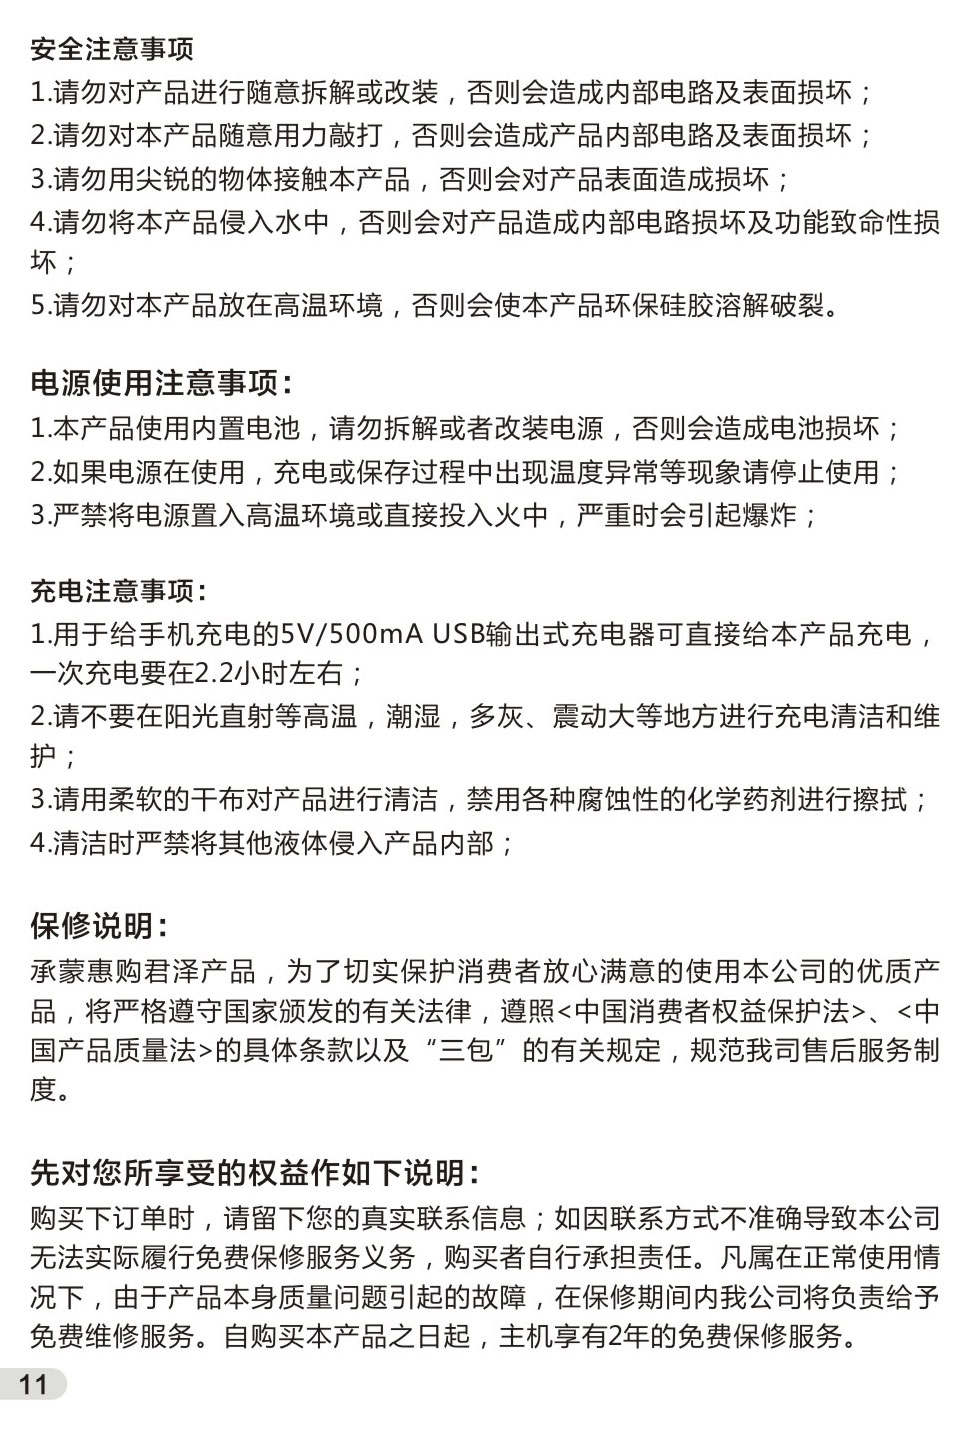 安全注意事项
1.请勿对产品进行随意拆解或改装，否则会造成内部电路及表面损坏；
2.请勿对本产品随意用力敲打，否则会造成产品内部电路及表面损坏；
3.请勿用尖锐的物体接触本产品，否则会对产品表面造成损坏；
4.请勿将本产品侵入水中，否则会对产品造成内部电路损坏及功能致命性损
坏；
5.请勿对本产品放在高温环境，否则会使本产品环保硅胶溶解破裂。
电源使用注意事项：
1.本产品使用内置电池，请勿拆解或者改装电源，否则会造成电池损坏；
2.如果电源在使用，充电或保存过程中出现温度异常等现象请停止使用；
3.严禁将电源置入高温环境或直接投入火中，严重时会引起爆炸；
充电注意事项：
1.用于给手机充电的5V/500mA USB输出式充电器可直接给本产品充电，
一次充电要在2.2小时左右；
2.请不要在阳光直射等高温，潮湿，多灰、震动大等地方进行充电清洁和维
护；
3.请用柔软的干布对产品进行清洁，禁用各种腐蚀性的化学药剂进行擦拭；
4.清洁时严禁将其他液体侵入产品内部；
保修说明：
承蒙惠购君泽产品，为了切实保护消费者放心满意的使用本公司的优质产
品，将严格遵守国家颁发的有关法律，遵照<中国消费者权益保护法>、<中
国产品质量法>的具体条款以及“三包”的有关规定，规范我司售后服务制
度。
先对您所享受的权益作如下说明：
购买下订单时，请留下您的真实联系信息；如因联系方式不准确导致本公司
无法实际履行免费保修服务义务，购买者自行承担责任。凡属在正常使用情
况下，由于产品本身质量问题引起的故障，在保修期间内我公司将负责给予
免费维修服务。自购买本产品之日起，主机享有2年的免费保修服务。
11